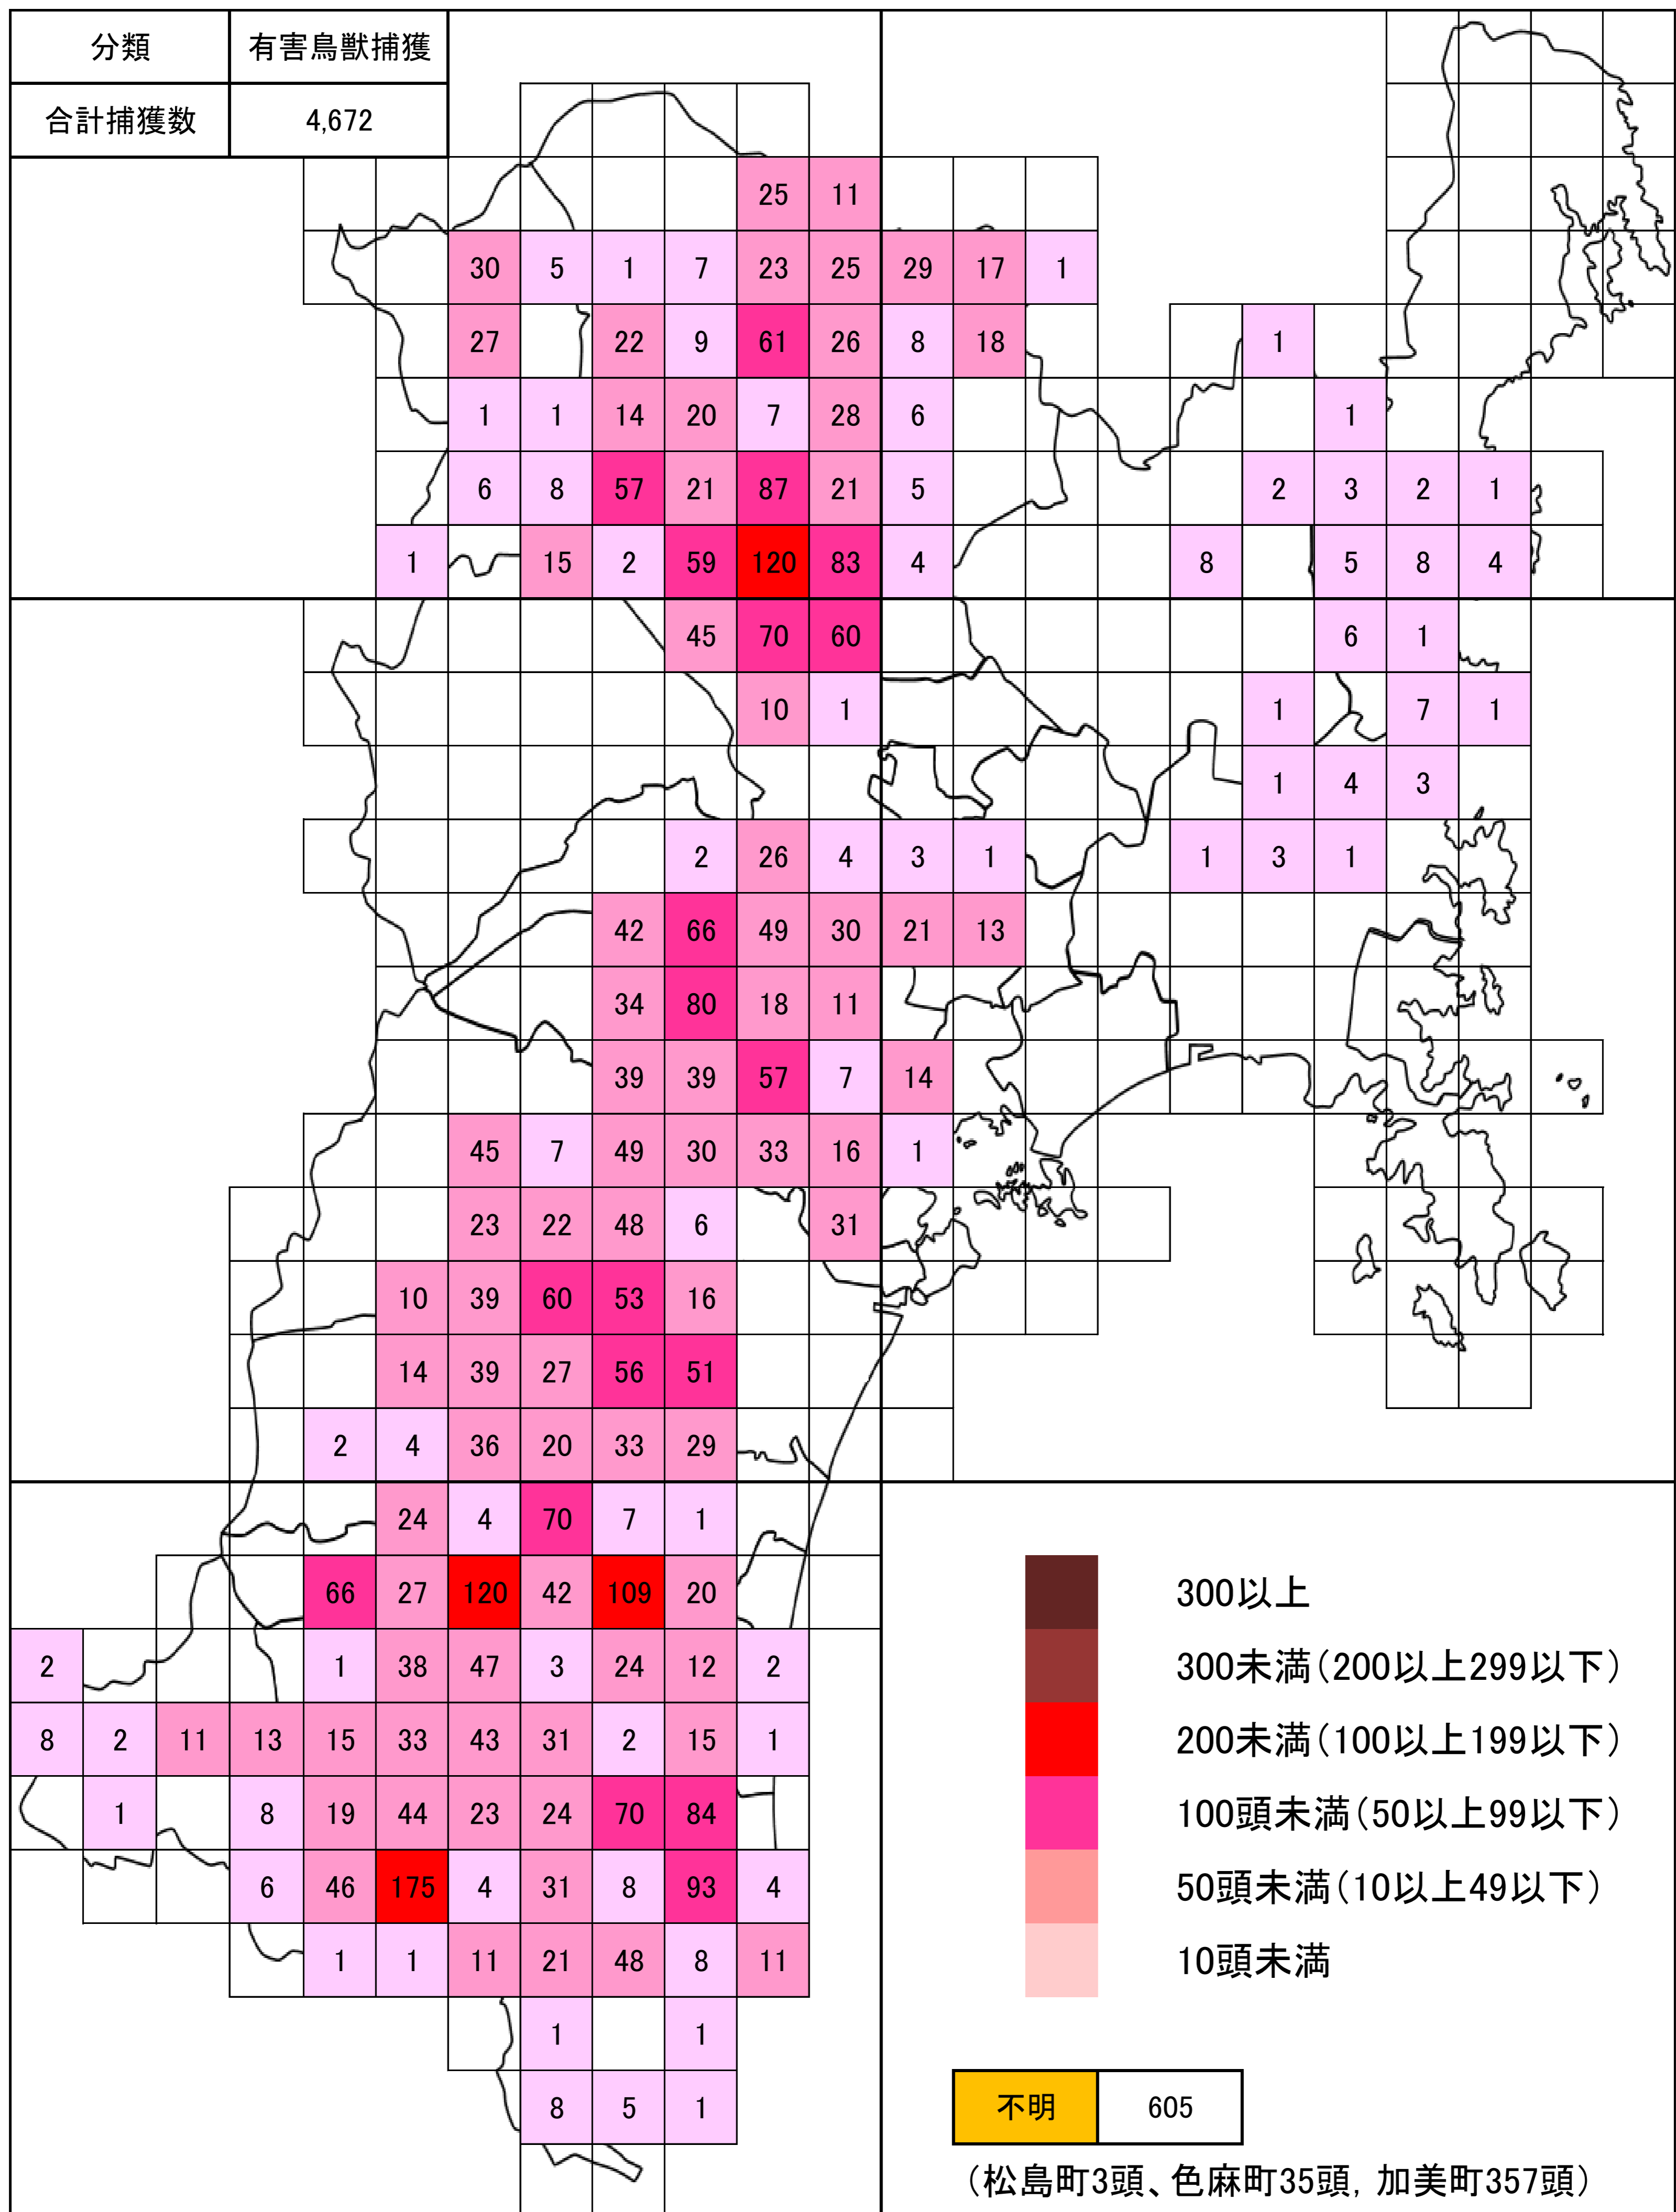 分類 有害鳥獣捕獲
合計捕獲数 4,672
25 11
30 5 1 7 23 25 29 17 1
27 22 9 61 26 8 18 1
1 1 14 20 7 28 6 1
6 8 57 21 87 21 5 2 3 2 1
1 15 2 59 120 83 4 8 5 8 4
45 70 60 6 1
10 1 1 7 1
1 4 3
2 26 4 3 1 1 3 1
42 66 49 30 21 13
34 80 18 11
39 39 57 7 14
45 7 49 30 33 16 1
23 22 48 6 31
10 39 60 53 16
14 39 27 56 51
2 4 36 20 33 29
24 4 70 7 1
66 27 120 42 109 20
2 1 38 47 3 24 12 2
8 2 11 13 15 33 43 31 2 15 1
1 8 19 44 23 24 70 84
6 46 175 4 31 8 93 4
1 1 11 21 48 8 11
1 1
8 5 1
300以上
300未満(200以上299以下)
200未満(100以上199以下)
100頭未満(50以上99以下)
50頭未満(10以上49以下)
10頭未満
不明 605
(松島町3頭、色麻町35頭, 加美町357頭)